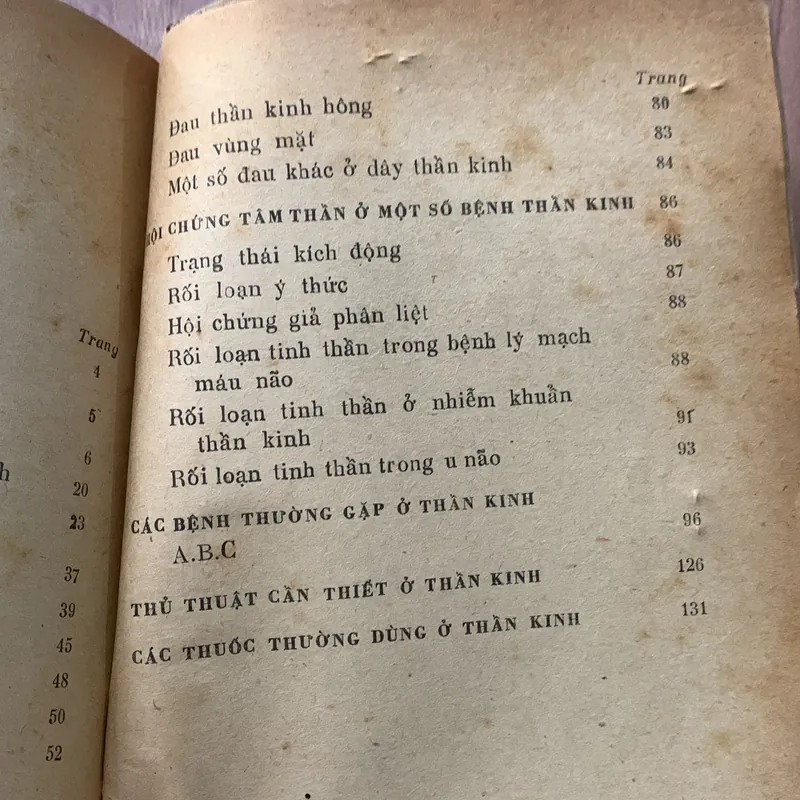 Trang
4
5
6
20
23
37
39
45
48
50
52
Trang
Đau thần kinh hông 80
Đau vùng mặt 83
Một số đau khác ở dây thần kinh 84
HỘI CHỨNG TÂM THẦN Ở MỘT SỐ BỆNH THẦN KINH 86
Trạng thái kích động 86
Rối loạn ý thức 87
Hội chứng giả phân liệt 88
Rối loạn tinh thần trong bệnh lý mạch
máu não 88
Rối loạn tinh thần ở nhiễm khuẩn
thần kinh 91
Rối loạn tinh thần trong u não 93
CÁC BỆNH THƯỜNG GẶP Ở THẦN KINH
A.B.C 96
THỦ THUẬT CẦN THIẾT Ở THẦN KINH 126
CÁC THUỐC THƯỜNG DÙNG Ở THẦN KINH 131